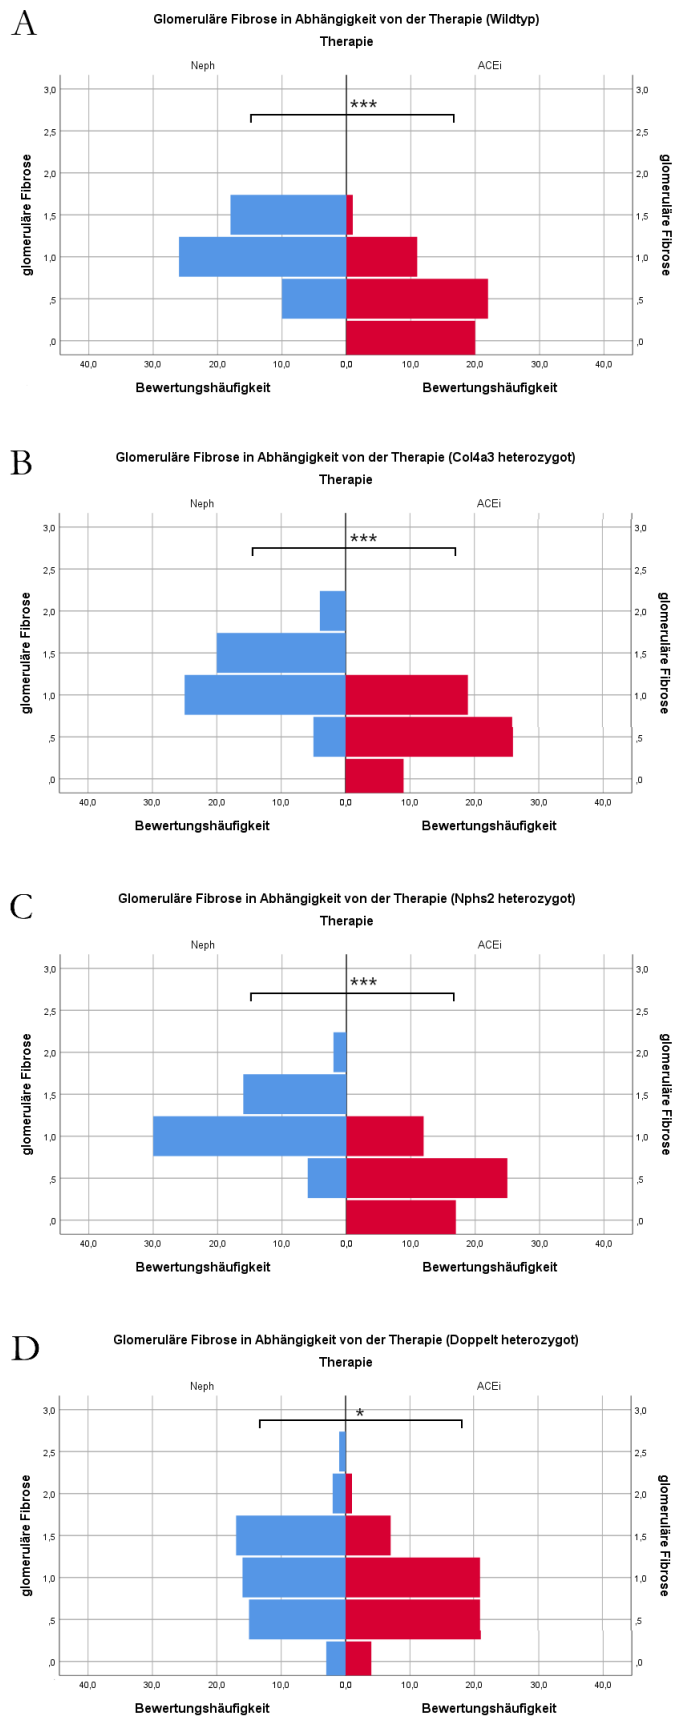 A
Glomeruläre Fibrose in Abhängigkeit von der Therapie (Wildtyp)
Therapie
Neph ACEi
***
3,0 3,0
2,5 2,5
2,0 2,0
1,5 1,5
1,0 1,0
,5 ,5
,0 ,0
glomeruläre Fibrose
glomeruläre Fibrose
40,0 30,0 20,0 10,0 0,0 10,0 20,0 30,0 40,0
Bewertungshäufigkeit Bewertungshäufigkeit
B
Glomeruläre Fibrose in Abhängigkeit von der Therapie (Col4a3 heterozygot)
Therapie
Neph ACEi
***
3,0 3,0
2,5 2,5
2,0 2,0
1,5 1,5
1,0 1,0
,5 ,5
,0 ,0
glomeruläre Fibrose
glomeruläre Fibrose
40,0 30,0 20,0 10,0 0,0 10,0 20,0 30,0 40,0
Bewertungshäufigkeit Bewertungshäufigkeit
C
Glomeruläre Fibrose in Abhängigkeit von der Therapie (Nphs2 heterozygot)
Therapie
Neph ACEi
***
3,0 3,0
2,5 2,5
2,0 2,0
1,5 1,5
1,0 1,0
,5 ,5
,0 ,0
glomeruläre Fibrose
glomeruläre Fibrose
40,0 30,0 20,0 10,0 0,0 10,0 20,0 30,0 40,0
Bewertungshäufigkeit Bewertungshäufigkeit
D
Glomeruläre Fibrose in Abhängigkeit von der Therapie (Doppelt heterozygot)
Therapie
Neph ACEi
*
3,0 3,0
2,5 2,5
2,0 2,0
1,5 1,5
1,0 1,0
,5 ,5
,0 ,0
glomeruläre Fibrose
glomeruläre Fibrose
40,0 30,0 20,0 10,0 0,0 10,0 20,0 30,0 40,0
Bewertungshäufigkeit Bewertungshäufigkeit